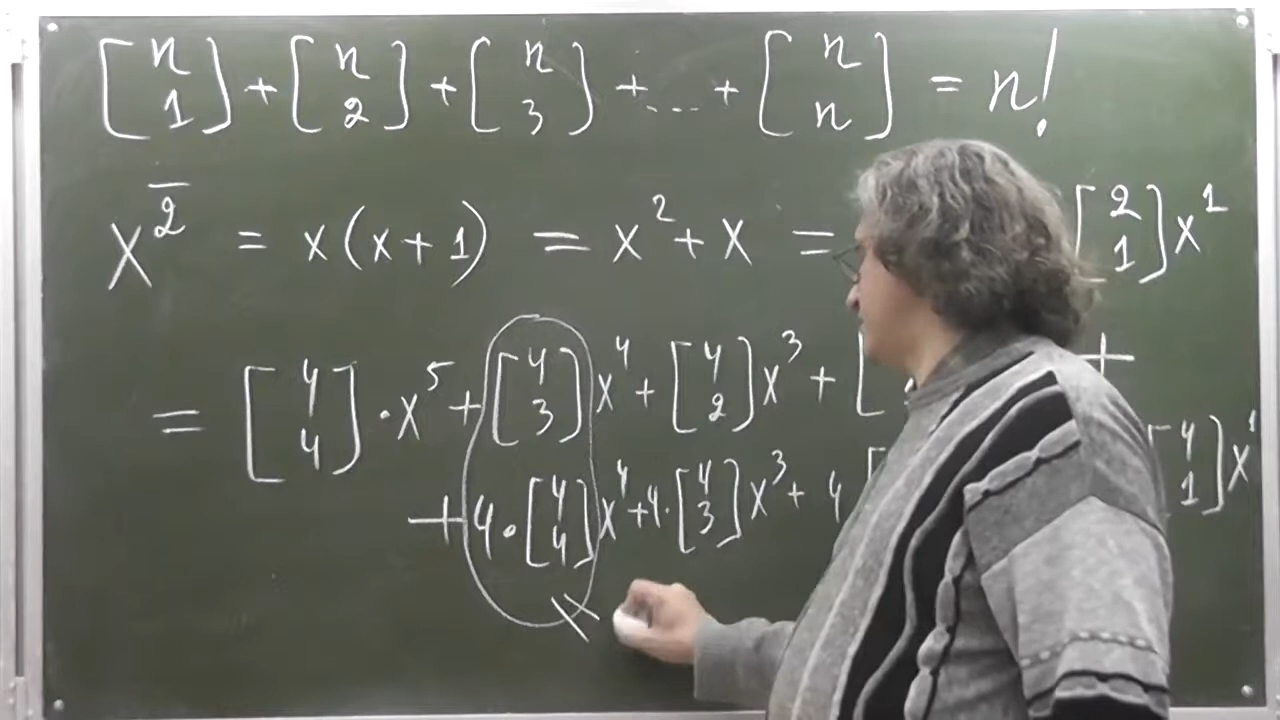 [n 1] + [n 2] + [n 3] + ... + [n n] = n!
x^{\overline{2}} = x(x+1) = x² + x = [2 1]x¹
= [4 4]·x⁵ + [4 3]x⁴ + [4 2]x³ + [ +
+ 4·[4 4]x⁴ + 4·[4 3]x³ + 4 [4 1]x¹